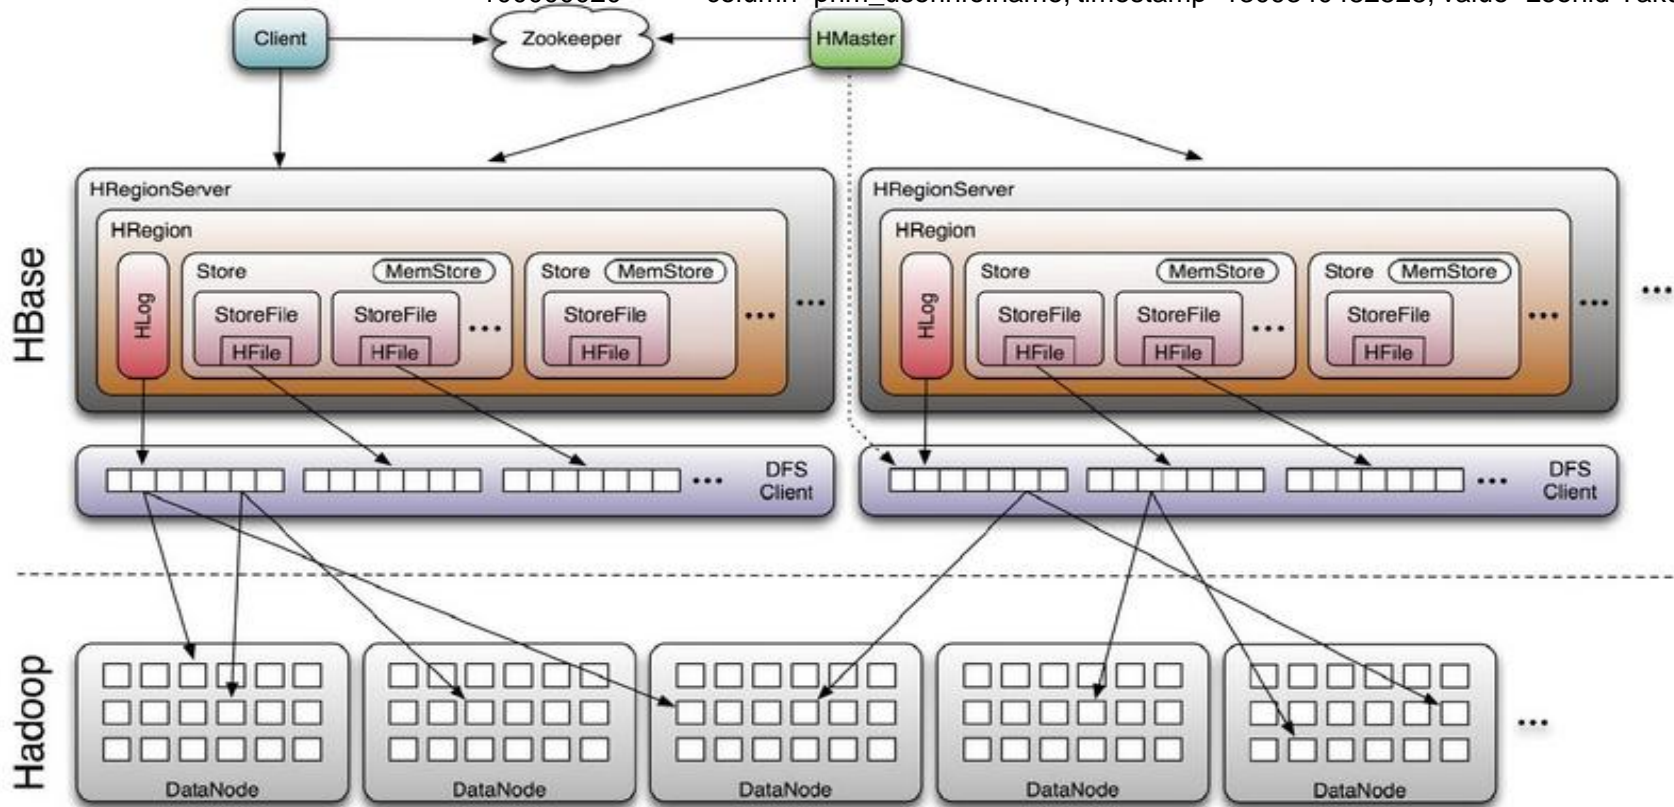 Client
Zookeeper
HMaster
HBase
HRegionServer
HRegion
HLog
Store
MemStore
StoreFile
HFile
StoreFile
HFile
...
Store
MemStore
StoreFile
HFile
...
...
HRegionServer
HRegion
HLog
Store
MemStore
StoreFile
HFile
StoreFile
HFile
...
Store
MemStore
StoreFile
HFile
...
...
...
...
DFS
Client
...
DFS
Client
Hadoop
DataNode
DataNode
DataNode
DataNode
DataNode
...